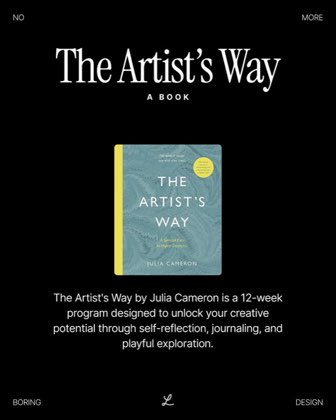 NO
MORE
The Artist's Way
A BOOK
THE
ARTIST'S
WAY
JULIA CAMERON
The Artist's Way by Julia Cameron is a 12-week
program designed to unlock your creative
potential through self-reflection, journaling, and
playful exploration.
BORING
DESIGN